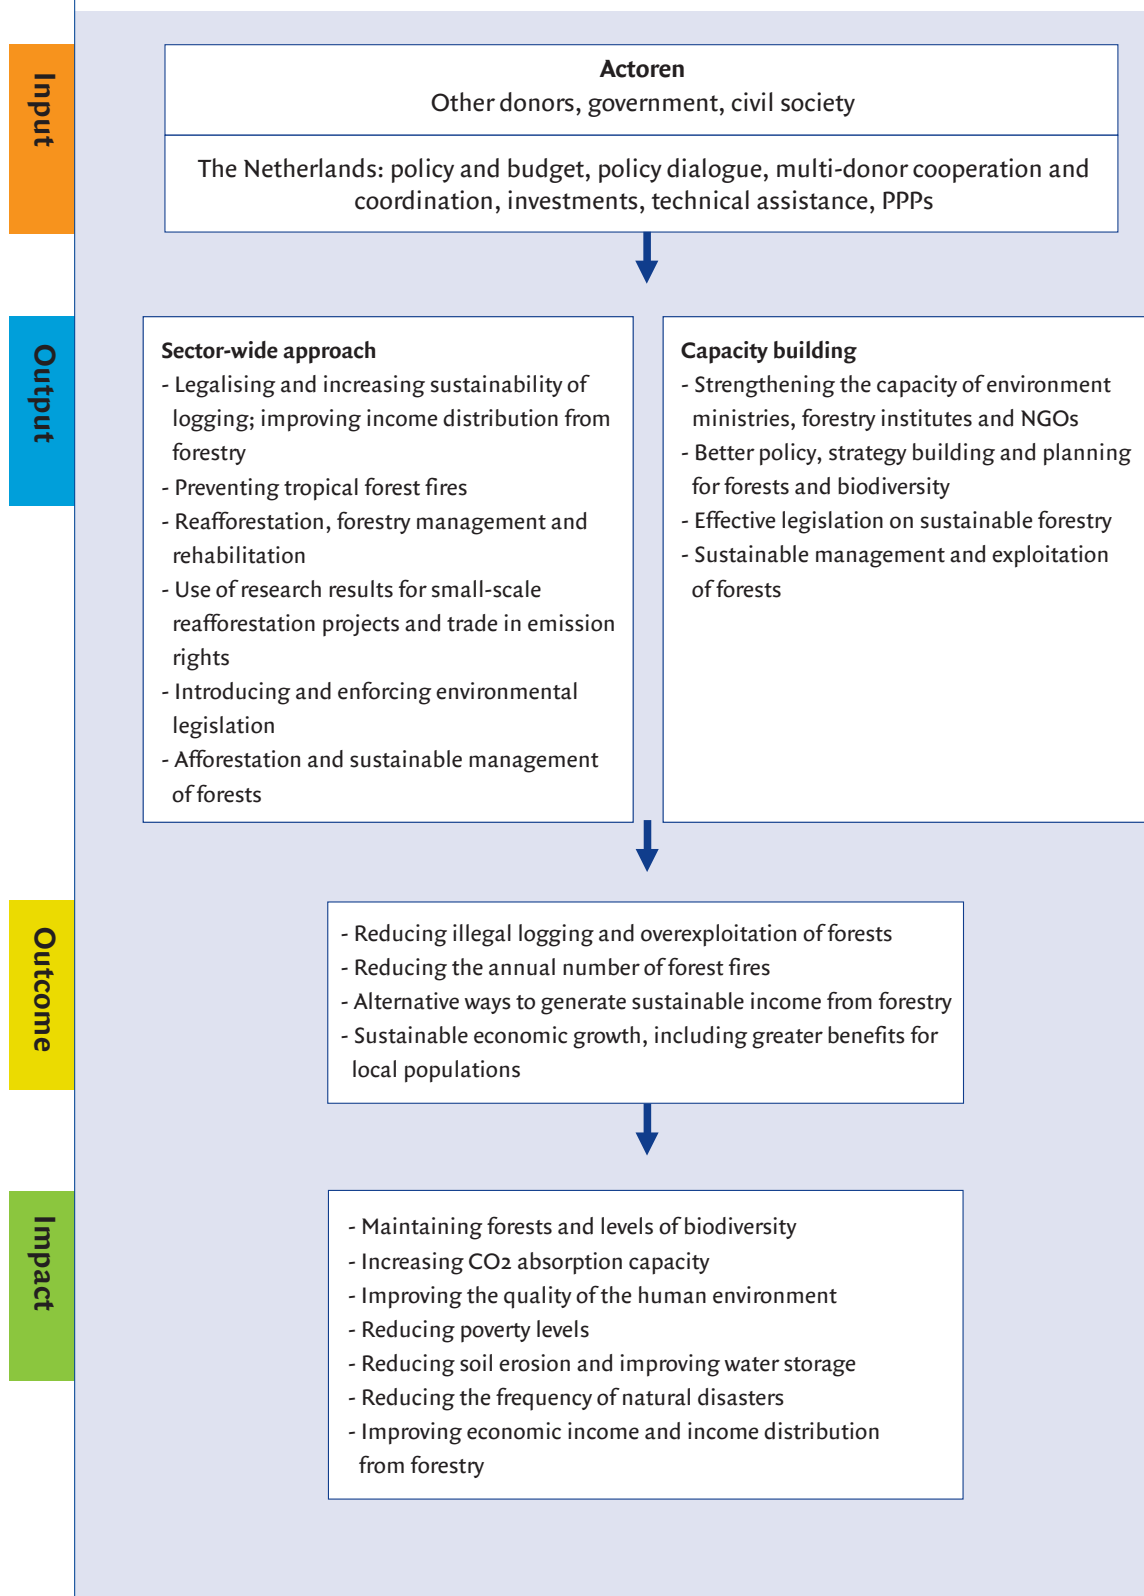 Input
Actoren
Other donors, government, civil society
The Netherlands: policy and budget, policy dialogue, multi-donor cooperation and
coordination, investments, technical assistance, PPPs
Output
Sector-wide approach
- Legalising and increasing sustainability of
logging; improving income distribution from
forestry
- Preventing tropical forest fires
- Reafforestation, forestry management and
rehabilitation
- Use of research results for small-scale
reafforestation projects and trade in emission
rights
- Introducing and enforcing environmental
legislation
- Afforestation and sustainable management
of forests
Capacity building
- Strengthening the capacity of environment
ministries, forestry institutes and NGOs
- Better policy, strategy building and planning
for forests and biodiversity
- Effective legislation on sustainable forestry
- Sustainable management and exploitation
of forests
Outcome
- Reducing illegal logging and overexploitation of forests
- Reducing the annual number of forest fires
- Alternative ways to generate sustainable income from forestry
- Sustainable economic growth, including greater benefits for
local populations
Impact
- Maintaining forests and levels of biodiversity
- Increasing CO2 absorption capacity
- Improving the quality of the human environment
- Reducing poverty levels
- Reducing soil erosion and improving water storage
- Reducing the frequency of natural disasters
- Improving economic income and income distribution
from forestry